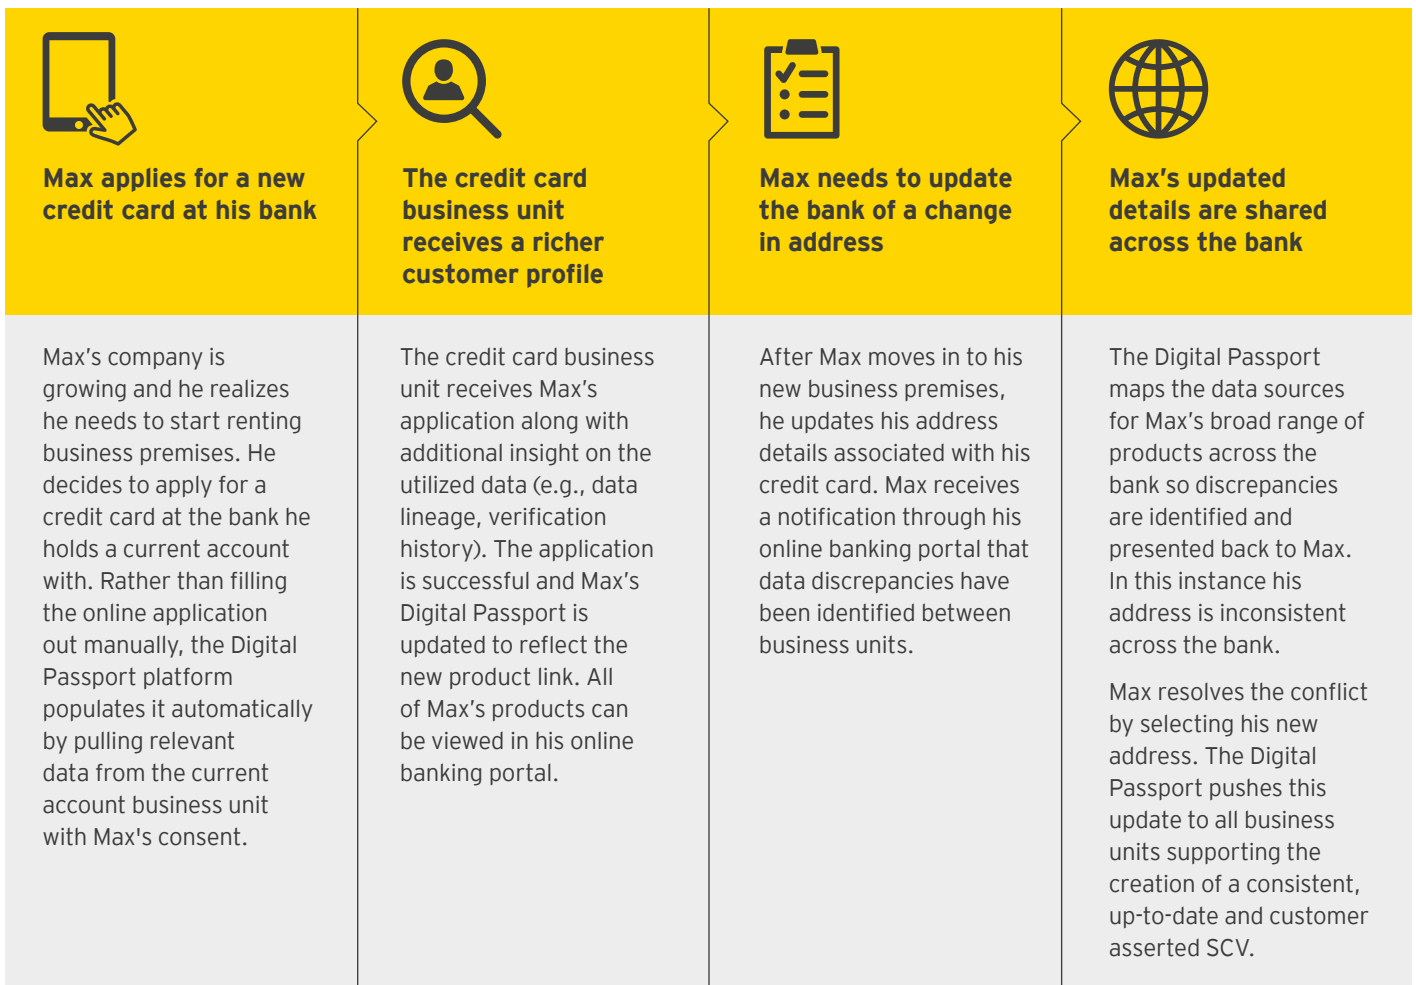 Max applies for a new
credit card at his bank
Max's company is
growing and he realizes
he needs to start renting
business premises. He
decides to apply for a
credit card at the bank he
holds a current account
with. Rather than filling
the online application
out manually, the Digital
Passport platform
populates it automatically
by pulling relevant
data from the current
account business unit
with Max's consent.
The credit card
business unit
receives a richer
customer profile
The credit card business
unit receives Max’s
application along with
additional insight on the
utilized data (e.g., data
lineage, verification
history). The application
is successful and Max’s
Digital Passport is
updated to reflect the
new product link. All
of Max’s products can
be viewed in his online
banking portal.
Max needs to update
the bank of a change
in address
After Max moves in to his
new business premises,
he updates his address
details associated with his
credit card. Max receives
a notification through his
online banking portal that
data discrepancies have
been identified between
business units.
Max’s updated
details are shared
across the bank
The Digital Passport
maps the data sources
for Max’s broad range of
products across the
bank so discrepancies
are identified and
presented back to Max.
In this instance his
address is inconsistent
across the bank.
Max resolves the conflict
by selecting his new
address. The Digital
Passport pushes this
update to all business
units supporting the
creation of a consistent,
up-to-date and customer
asserted SCV.